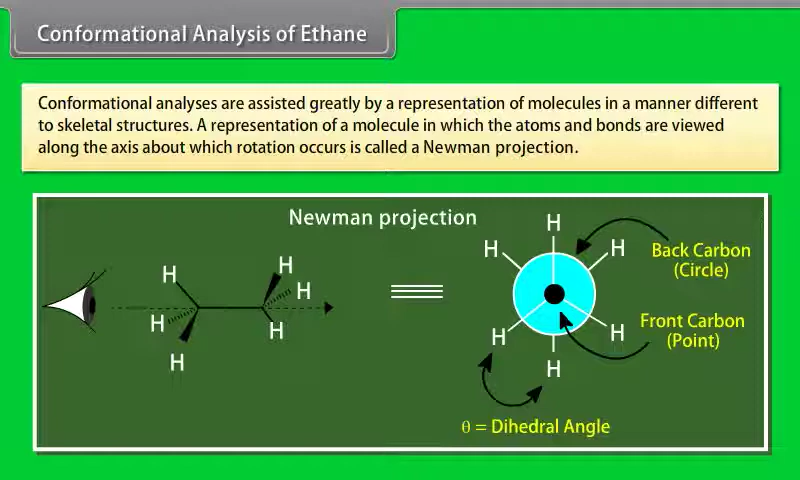 Conformational Analysis of Ethane
Conformational analyses are assisted greatly by a representation of molecules in a manner different
to skeletal structures. A representation of a molecule in which the atoms and bonds are viewed
along the axis about which rotation occurs is called a Newman projection.
Newman projection
H
H
H
H
H
H
H
H
H
H
H
H
Back Carbon
(Circle)
Front Carbon
(Point)
θ = Dihedral Angle